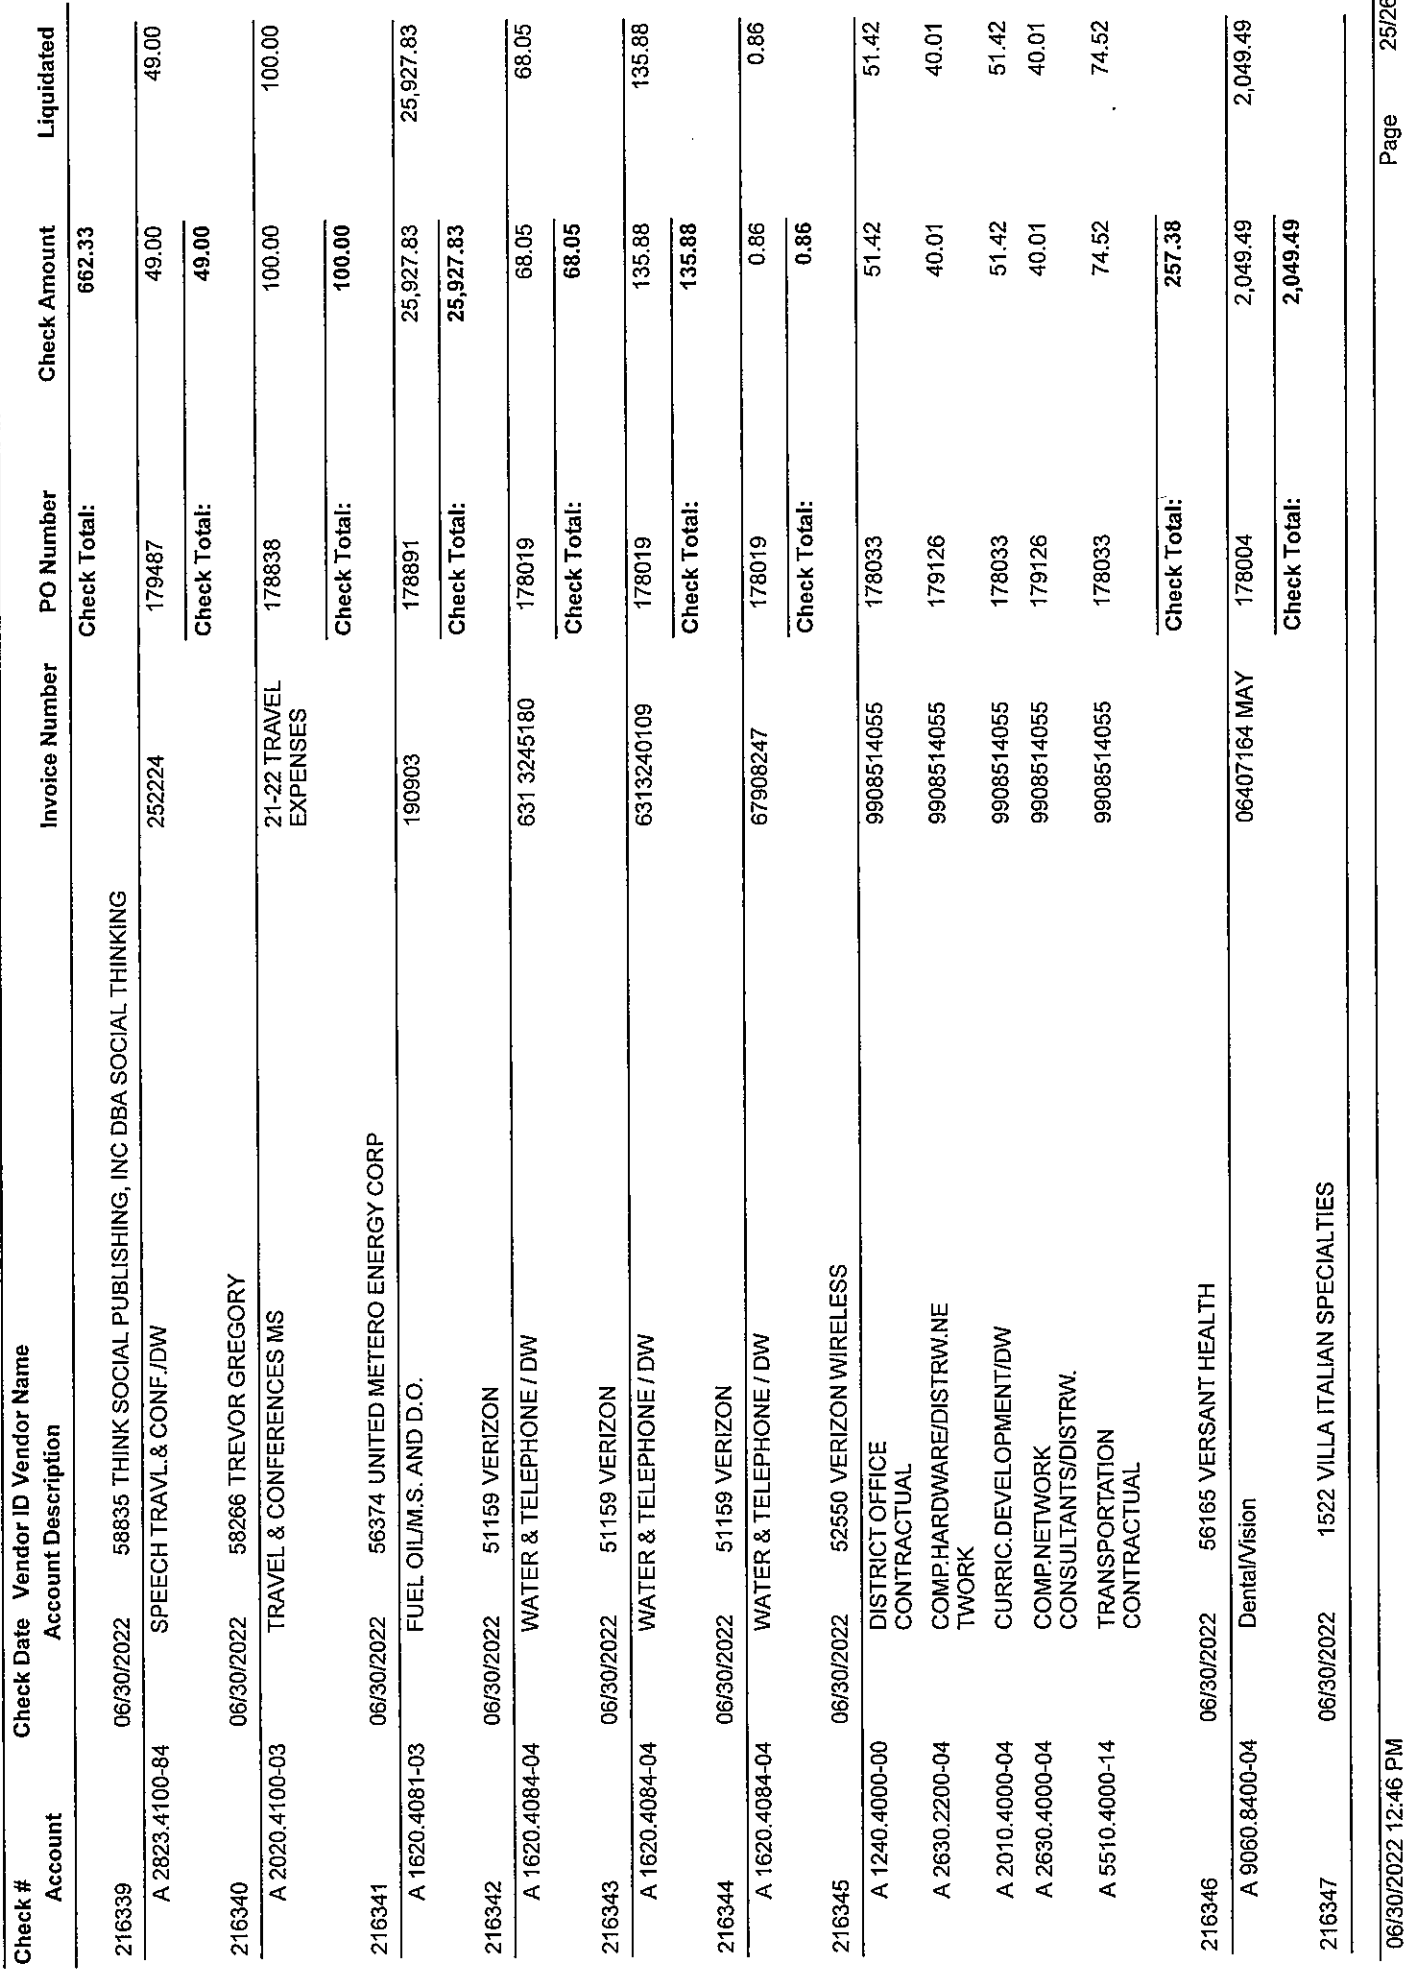 Check # Check Date Vendor ID Vendor Name
Account Account Description Invoice Number PO Number Check Amount Liquidated
Check Total: 662.33
216339 06/30/2022 58835 THINK SOCIAL PUBLISHING, INC DBA SOCIAL THINKING
A 2823.4100-84 SPEECH TRAVL.& CONF./DW 252224 179487 49.00 49.00
Check Total: 49.00
216340 06/30/2022 58266 TREVOR GREGORY
A 2020.4100-03 TRAVEL & CONFERENCES MS 21-22 TRAVEL 178838 100.00 100.00
EXPENSES
Check Total: 100.00
216341 06/30/2022 56374 UNITED METERO ENERGY CORP
A 1620.4081-03 FUEL OIL/M.S. AND D.O. 190903 178891 25,927.83 25,927.83
Check Total: 25,927.83
216342 06/30/2022 51159 VERIZON
A 1620.4084-04 WATER & TELEPHONE / DW 631 3245180 178019 68.05 68.05
Check Total: 68.05
216343 06/30/2022 51159 VERIZON
A 1620.4084-04 WATER & TELEPHONE / DW 6313240109 178019 135.88 135.88
Check Total: 135.88
216344 06/30/2022 51159 VERIZON
A 1620.4084-04 WATER & TELEPHONE / DW 67908247 178019 0.86 0.86
Check Total: 0.86
216345 06/30/2022 52550 VERIZON WIRELESS
A 1240.4000-00 DISTRICT OFFICE 9908514055 178033 51.42 51.42
CONTRACTUAL
A 2630.2200-04 COMP.HARDWARE/DISTRW.NE 9908514055 179126 40.01 40.01
TWORK
A 2010.4000-04 CURRIC.DEVELOPMENT/DW 9908514055 178033 51.42 51.42
A 2630.4000-04 COMP.NETWORK 9908514055 179126 40.01 40.01
CONSULTANTS/DISTRW.
A 5510.4000-14 TRANSPORTATION 9908514055 178033 74.52 74.52
CONTRACTUAL
Check Total: 257.38
216346 06/30/2022 56165 VERSANT HEALTH
A 9060.8400-04 Dental/Vision 06407164 MAY 178004 2,049.49 2,049.49
Check Total: 2,049.49
216347 06/30/2022 1522 VILLA ITALIAN SPECIALTIES
06/30/2022 12:46 PM Page 25/26